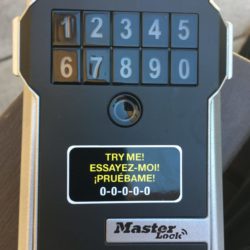 1 2 3 4 5
6 7 8 9 0
TRY ME!
ESSAYEZ-MOI!
¡PRUÉBAME!
0-0-0-0-0
Master
Lock